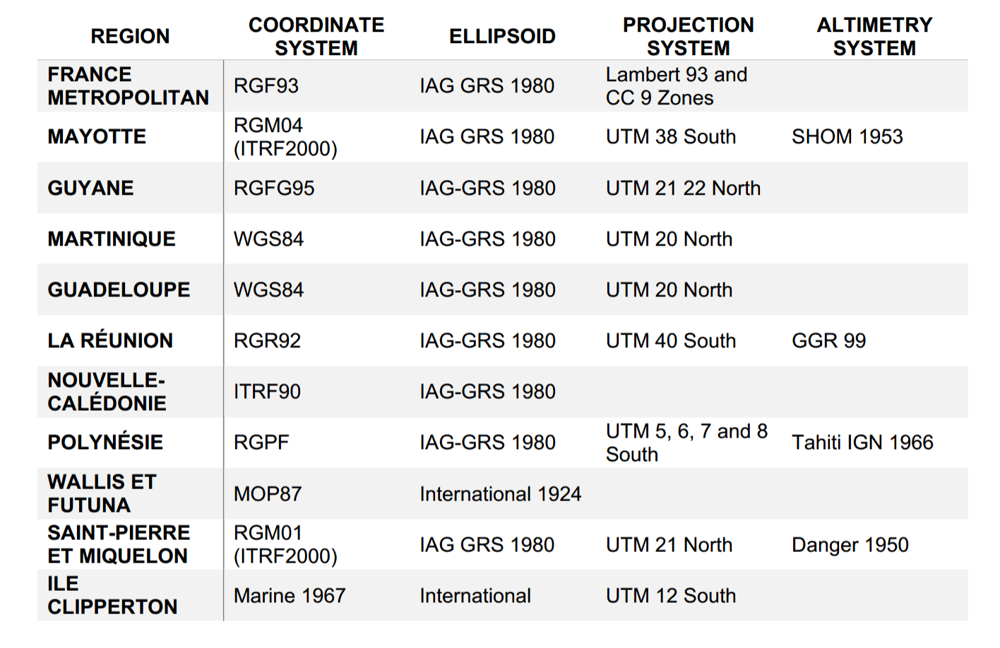 REGION COORDINATE SYSTEM ELLIPSOID PROJECTION SYSTEM ALTIMETRY SYSTEM
FRANCE METROPOLITAN RGF93 IAG GRS 1980 Lambert 93 and CC 9 Zones
MAYOTTE RGM04 (ITRF2000) IAG GRS 1980 UTM 38 South SHOM 1953
GUYANE RGFG95 IAG-GRS 1980 UTM 21 22 North
MARTINIQUE WGS84 IAG-GRS 1980 UTM 20 North
GUADELOUPE WGS84 IAG-GRS 1980 UTM 20 North
LA RÉUNION RGR92 IAG-GRS 1980 UTM 40 South GGR 99
NOUVELLE-CALÉDONIE ITRF90 IAG-GRS 1980
POLYNÉSIE RGPF IAG-GRS 1980 UTM 5, 6, 7 and 8 South Tahiti IGN 1966
WALLIS ET FUTUNA MOP87 International 1924
SAINT-PIERRE ET MIQUELON RGM01 (ITRF2000) IAG GRS 1980 UTM 21 North Danger 1950
ILE CLIPPERTON Marine 1967 International UTM 12 South